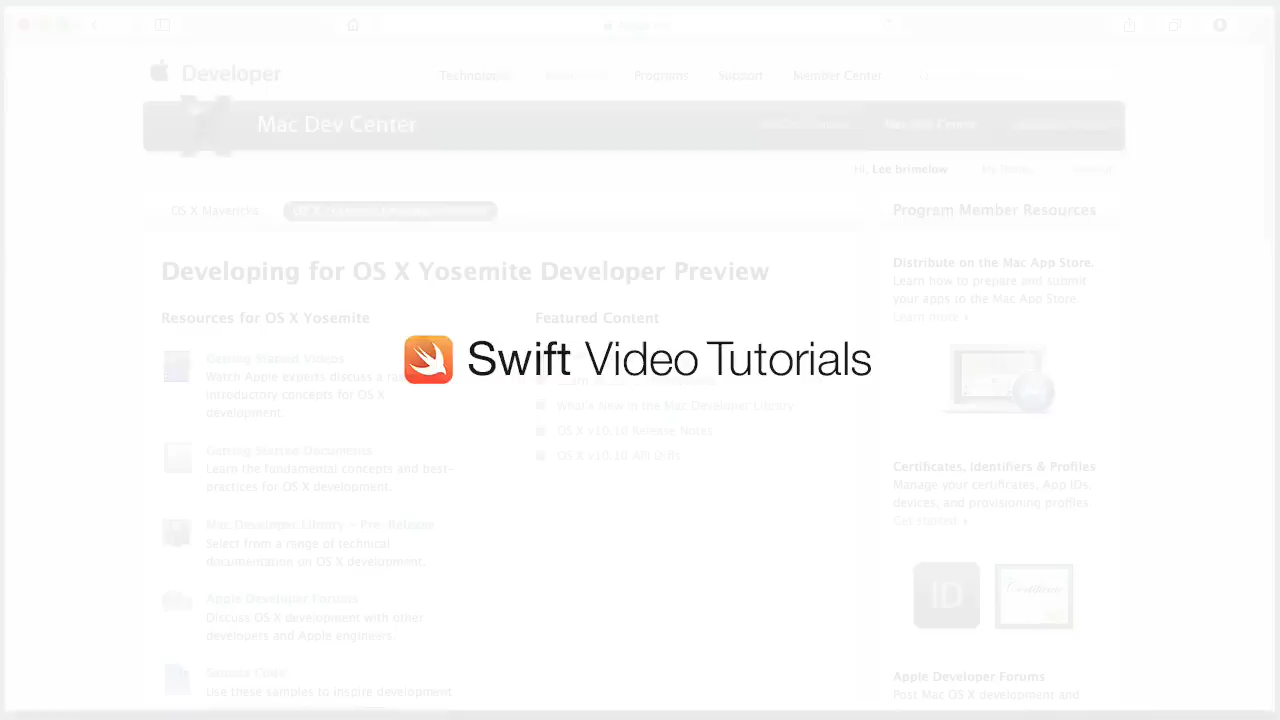 Developer
Programs
Support
Member Center
Mac Dev Center
Hi, Lee brimelow
OS X Mavericks
Program Member Resources
Developing for OS X Yosemite Developer Preview
Distribute on the Mac App Store.
Learn how to prepare and submit
your apps to the Mac App Store.
Learn more
Resources for OS X Yosemite
Featured Content
Swift Video Tutorials
Getting Started Videos
Watch Apple experts discuss a
introductory concepts for OS X
development.
What's New in the Mac Developer Library
OS X v10.10 Release Notes
OS X v10.10 API Diffs
Getting Started Documents
Learn the fundamental concepts and best-
practices for OS X development.
Certificates, Identifiers & Profiles
Manage your certificates, App IDs,
devices, and provisioning profiles
Get started
Mac Developer Library - Pre-Release
Select from a range of technical
documentation on OS X development.
ID
Certificate
Apple Developer Forums
Discuss OS X development with other
developers and Apple engineers.
Sample Code
Use these samples to inspire development
Apple Developer Forums
Post Mac OS X development and